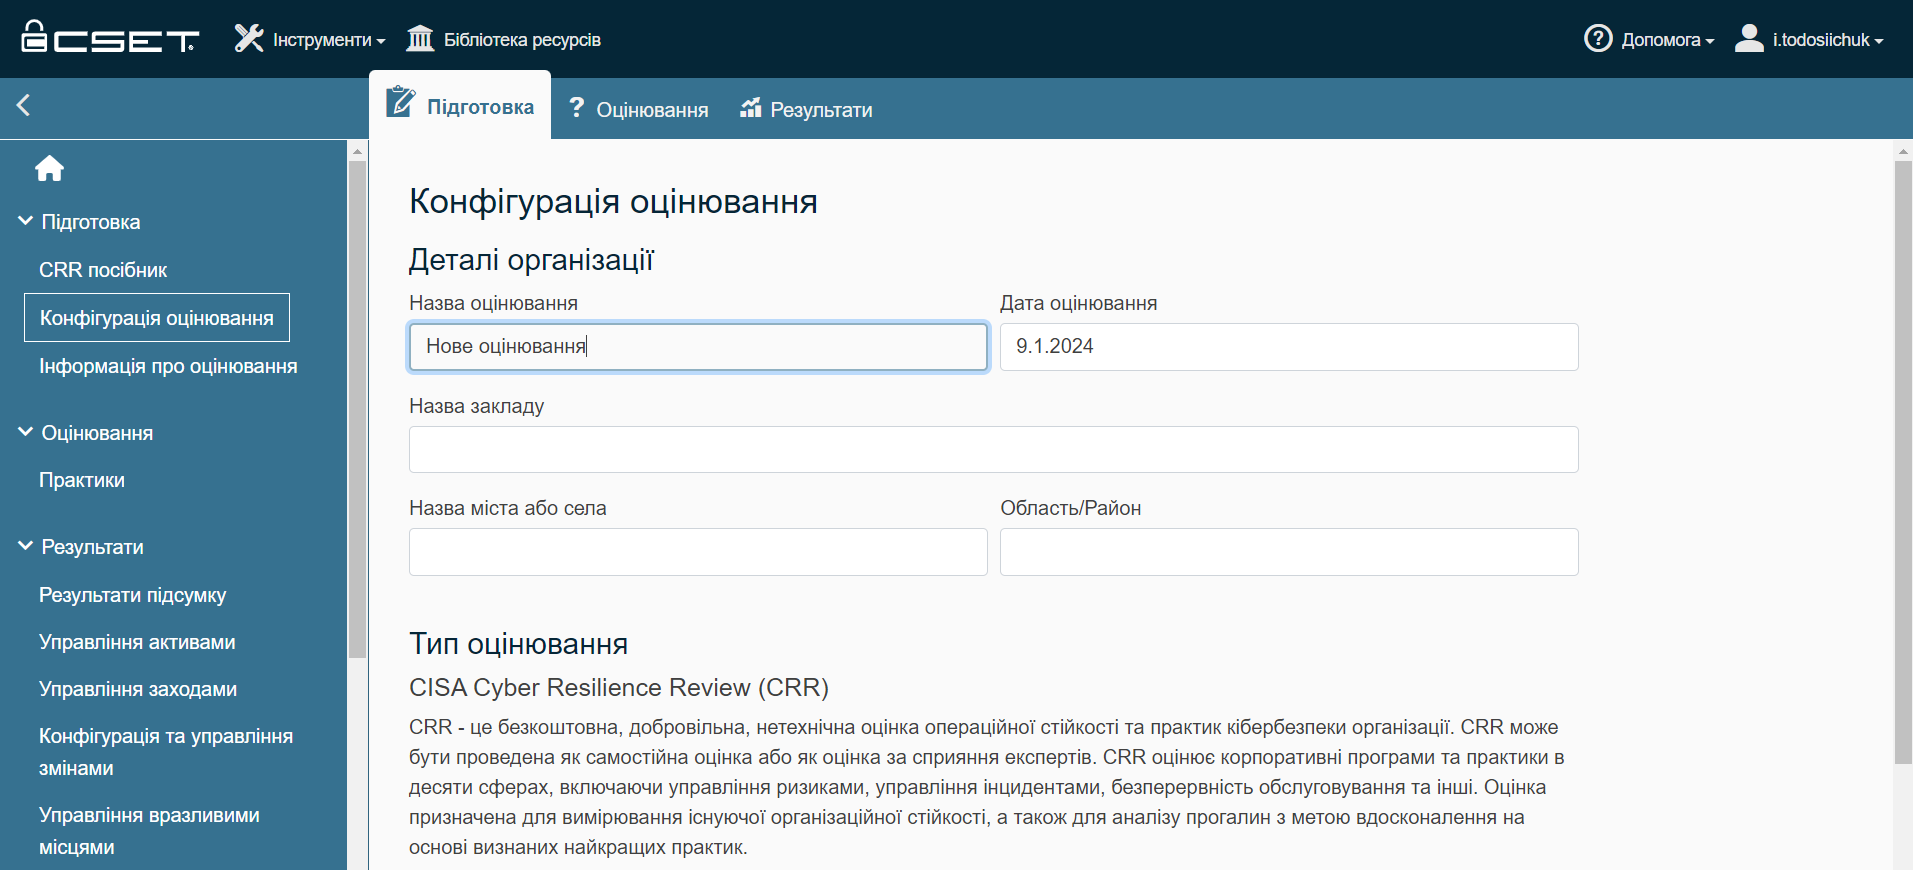 CSET
Інструменти
Бібліотека ресурсів
Допомога
i.todosiichuk
Підготовка
? Оцінювання
Результати
Підготовка
CRR посібник
Конфігурація оцінювання
Інформація про оцінювання
Оцінювання
Практики
Результати
Результати підсумку
Управління активами
Управління заходами
Конфігурація та управління
змінами
Управління вразливими
місцями
Конфігурація оцінювання
Деталі організації
Назва оцінювання
Дата оцінювання
Нове оцінювання
9.1.2024
Назва закладу
Назва міста або села
Область/Район
Тип оцінювання
CISA Cyber Resilience Review (CRR)
CRR - це безкоштовна, добровільна, нетехнічна оцінка операційної стійкості та практик кібербезпеки організації. CRR може
бути проведена як самостійна оцінка або як оцінка за сприяння експертів. CRR оцінює корпоративні програми та практики в
десяти сферах, включаючи управління ризиками, управління інцидентами, безперервність обслуговування та інші. Оцінка
призначена для вимірювання існуючої організаційної стійкості, а також для аналізу прогалин з метою вдосконалення на
основі визнаних найкращих практик.